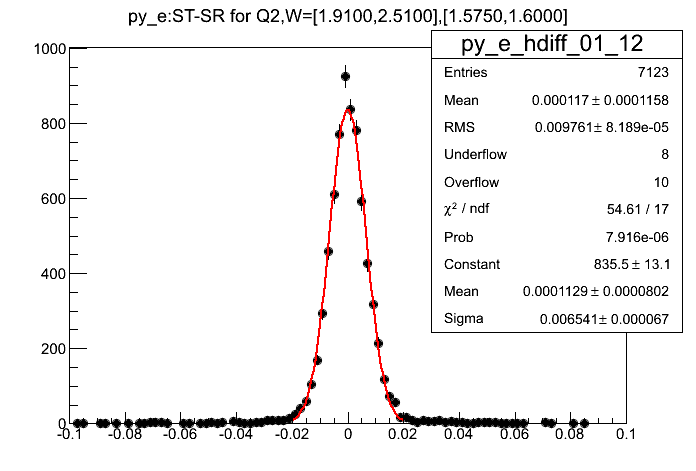 py_e:ST-SR for Q2,W=[1.9100,2.5100],[1.5750,1.6000]
py_e_hdiff_01_12
Entries 7123
Mean 0.000117 ± 0.0001158
RMS 0.009761 ± 8.189e-05
Underflow 8
Overflow 10
χ² / ndf 54.61 / 17
Prob 7.916e-06
Constant 835.5 ± 13.1
Mean 0.0001129 ± 0.0000802
Sigma 0.006541 ± 0.000067
1000
800
600
400
200
0
-0.1 -0.08 -0.06 -0.04 -0.02 0 0.02 0.04 0.06 0.08 0.1